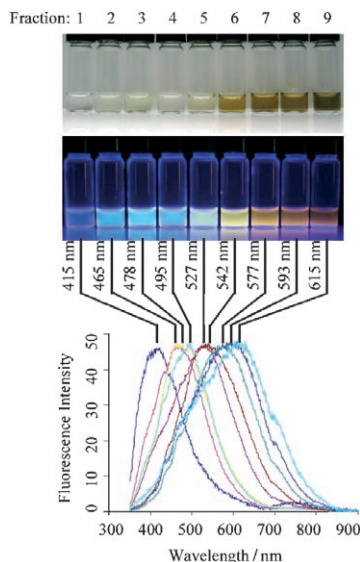 Fraction: 1 2 3 4 5 6 7 8 9
415 nm
465 nm
478 nm
495 nm
527 nm
542 nm
577 nm
593 nm
615 nm
Fluorescence Intensity
50
40
30
20
10
0
300 400 500 600 700 800 900
Wavelength / nm